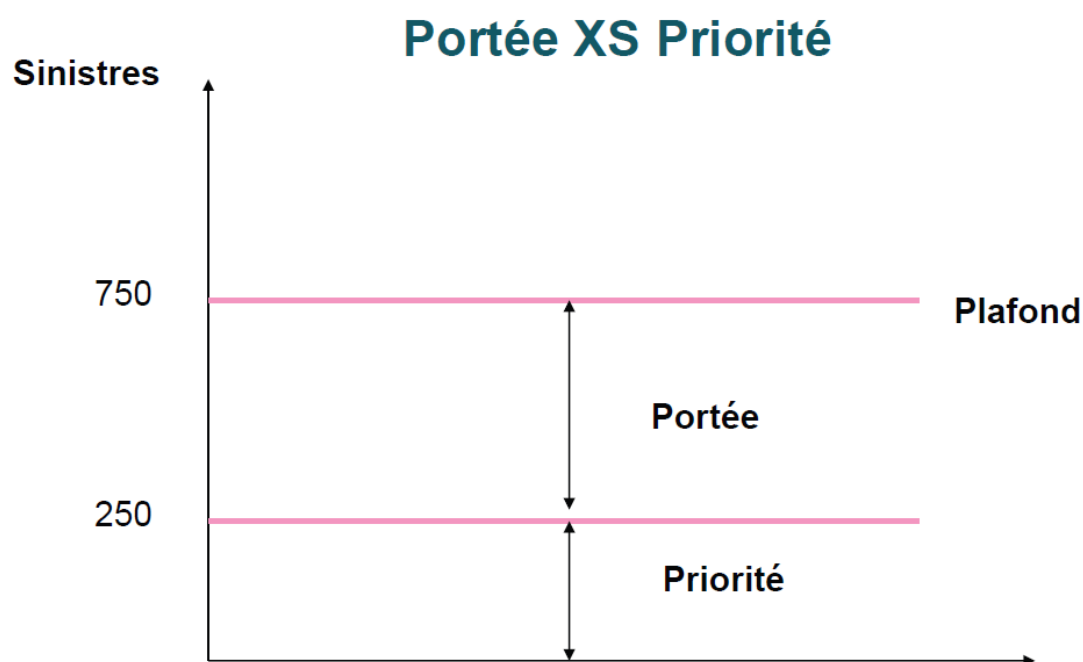 Portée XS Priorité
Sinistres
750
Plafond
Portée
250
Priorité